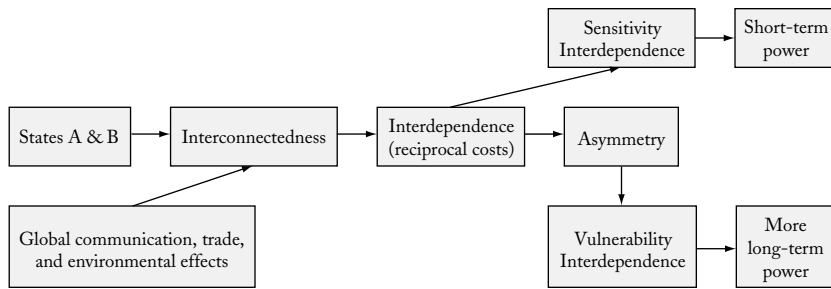 Sensitivity
Interdependence
Short-term
power
States A & B
Interconnectedness
Interdependence
(reciprocal costs)
Asymmetry
Global communication, trade,
and environmental effects
Vulnerability
Interdependence
More
long-term
power